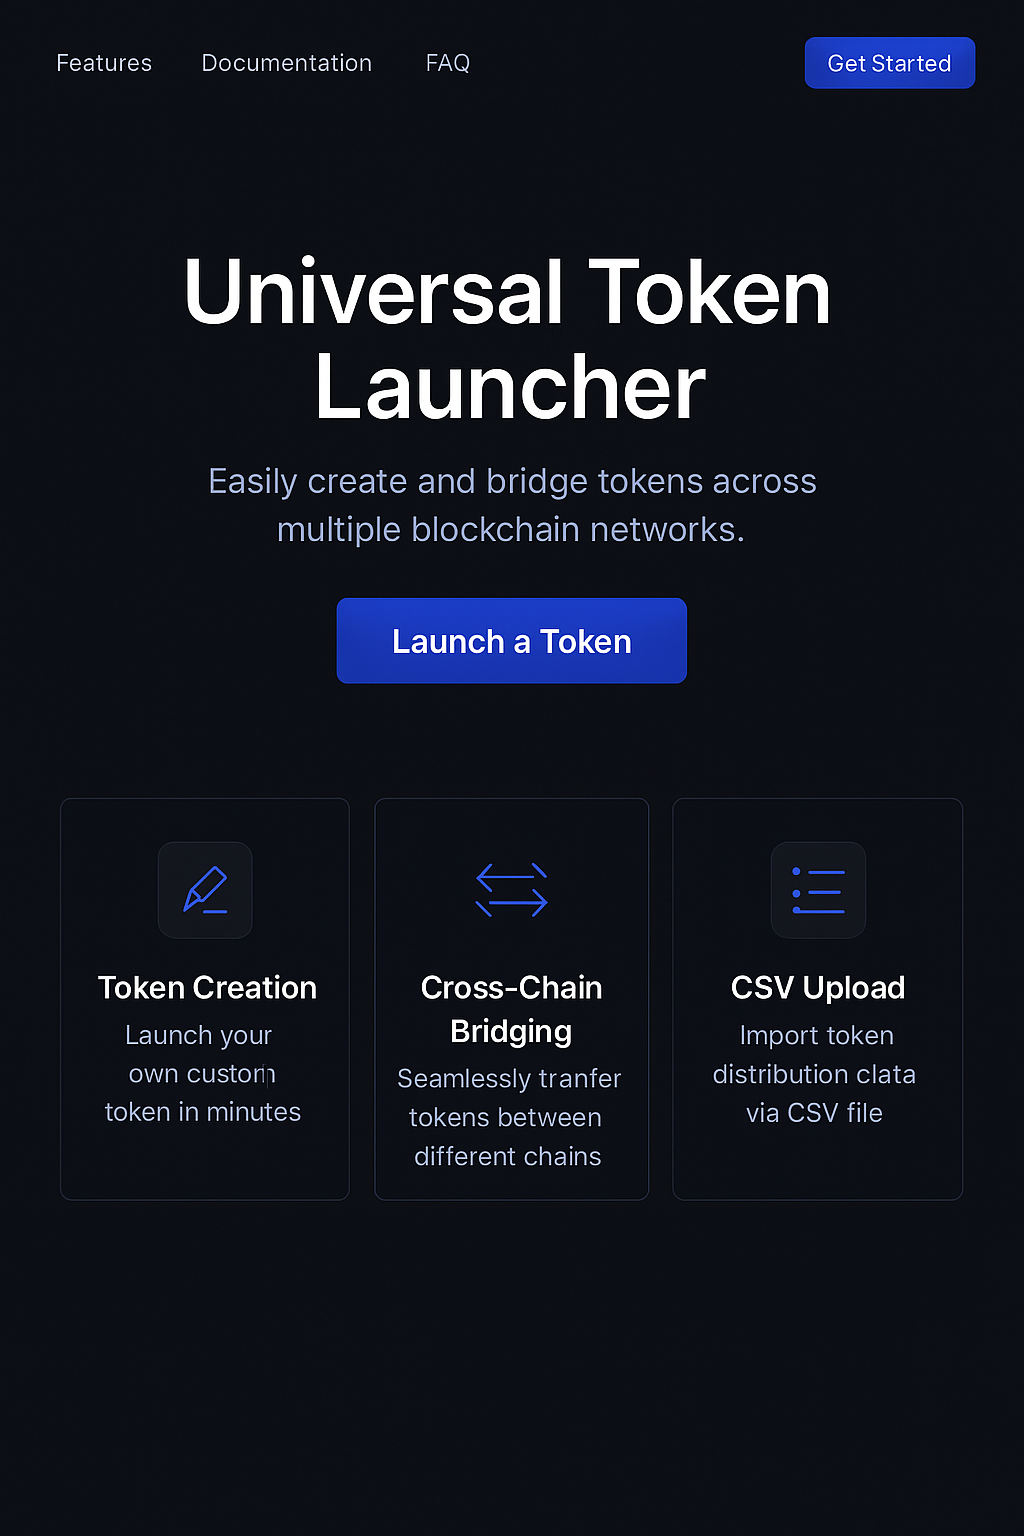 Features Documentation FAQ Get Started
Universal Token
Launcher
Easily create and bridge tokens across
multiple blockchain networks.
Launch a Token
Token Creation
Launch your
own custom
token in minutes
Cross-Chain
Bridging
Seamlessly tranfer
tokens between
different chains
CSV Upload
Import token
distribution clata
via CSV file